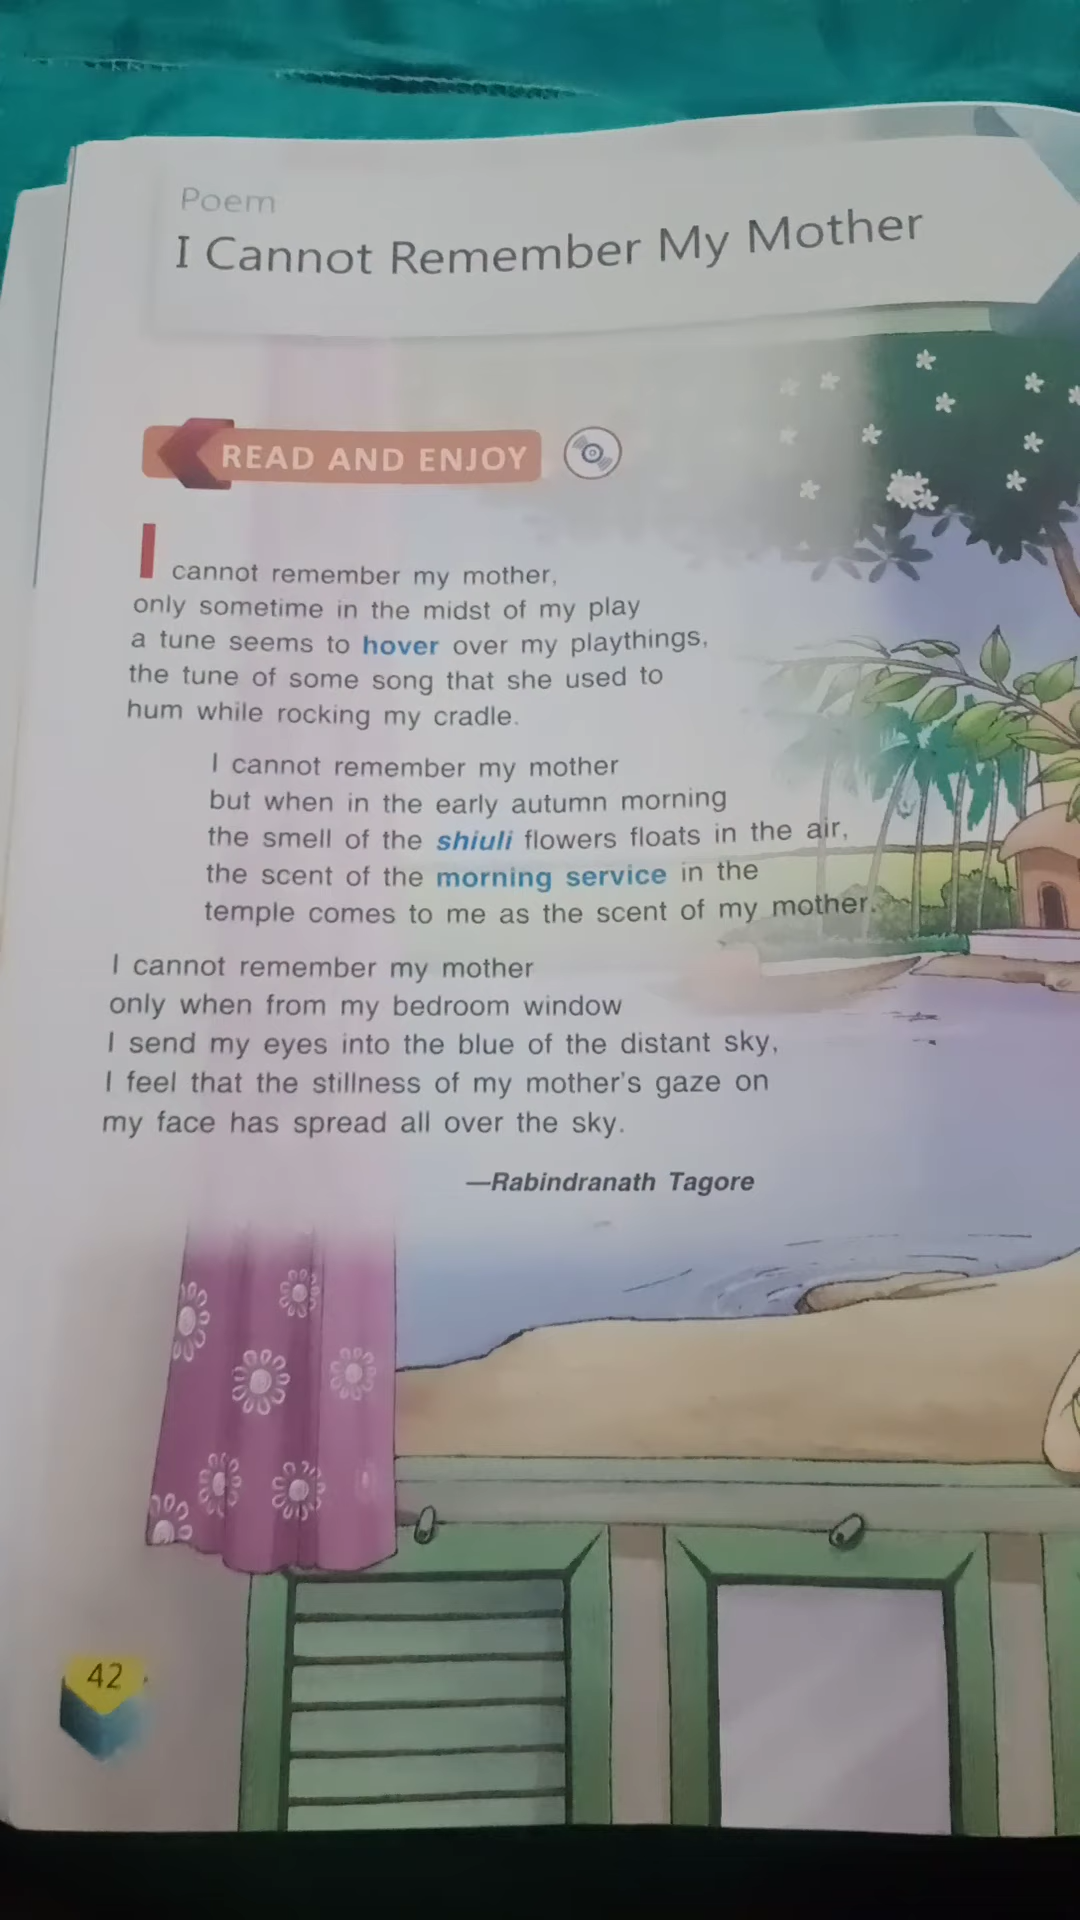 Poem
I Cannot Remember My Mother
READ AND ENJOY
I cannot remember my mother,
only sometime in the midst of my play
a tune seems to hover over my playthings,
the tune of some song that she used to
hum while rocking my cradle.
I cannot remember my mother
but when in the early autumn morning
the smell of the shiuli flowers floats in the air,
the scent of the morning service in the
temple comes to me as the scent of my mother.
I cannot remember my mother
only when from my bedroom window
I send my eyes into the blue of the distant sky,
I feel that the stillness of my mother's gaze on
my face has spread all over the sky.
—Rabindranath Tagore
42